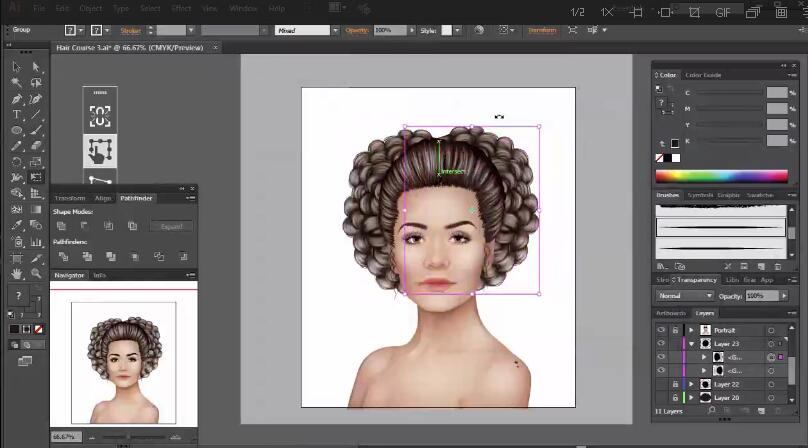 Ai File Edit Object Type Select Effect View Window Help
1/2 1X GIF
Group Stroke: Mixed Opacity: 100% Style: Transform
Hair Course 3.ai* @ 66.67% (CMYK/Preview)
Color Color Guide
C
M
Y
K
Intersect
Transform Align Pathfinder
Shape Modes:
Expand
Pathfinders:
Navigator Info
66.67%
Brushes Symbols Graphic Swatche
Stro Transparency Libr Grar App
Normal Opacity: 100%
Artboards Layers
Portrait
Layer 23
<G...
<G...
Layer 22
Layer 20
11 Layers